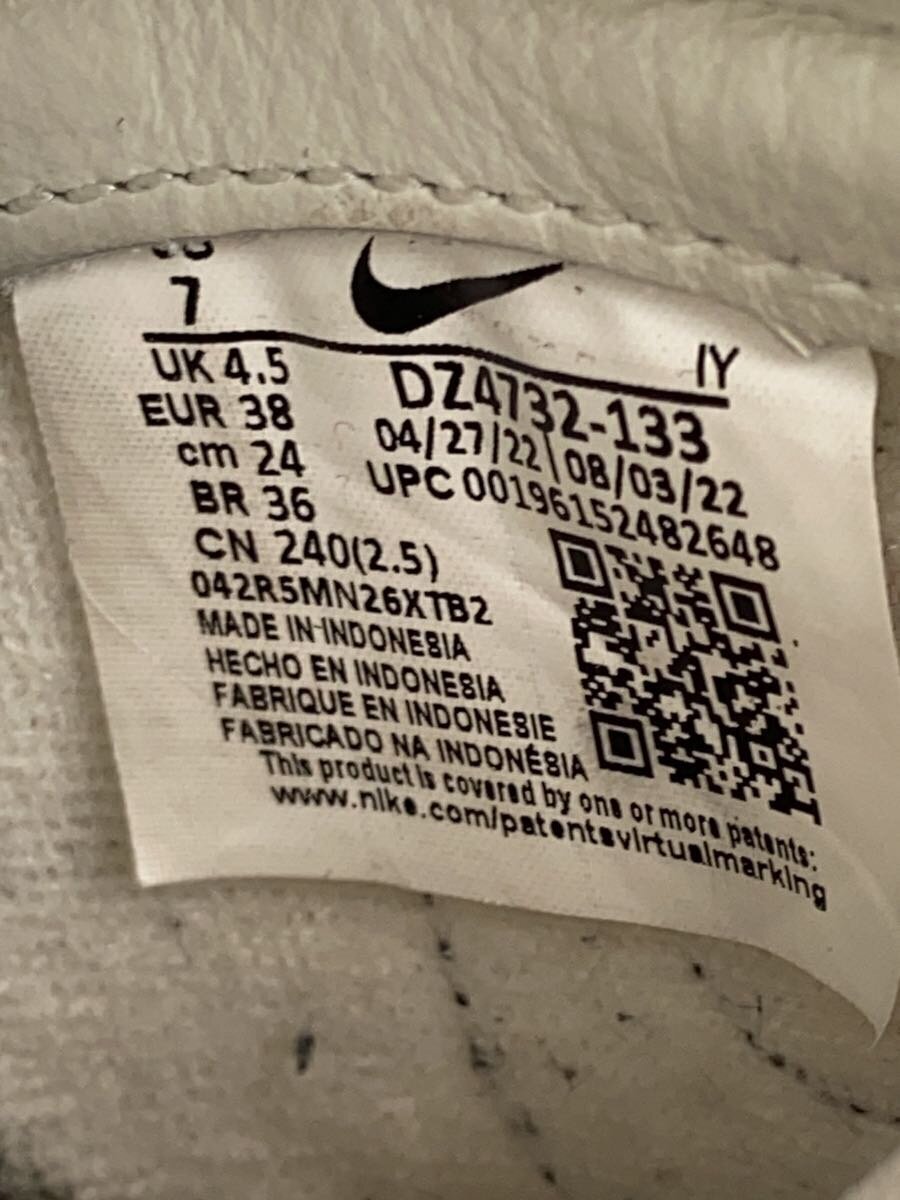 7
IY
UK 4.5
EUR 38
cm 24
BR 36
CN 240(2.5)
DZ4732-133
04/27/22\08/03/22
UPC 00196152482648
042R5MN26XTB2
MADE IN INDONESIA
HECHO EN INDONESIA
FABRIQUE EN INDONESIE
FABRICADO NA INDONÉSIA
This product is covered by one or more patents:
www.nike.com/patentsvirtualmarking